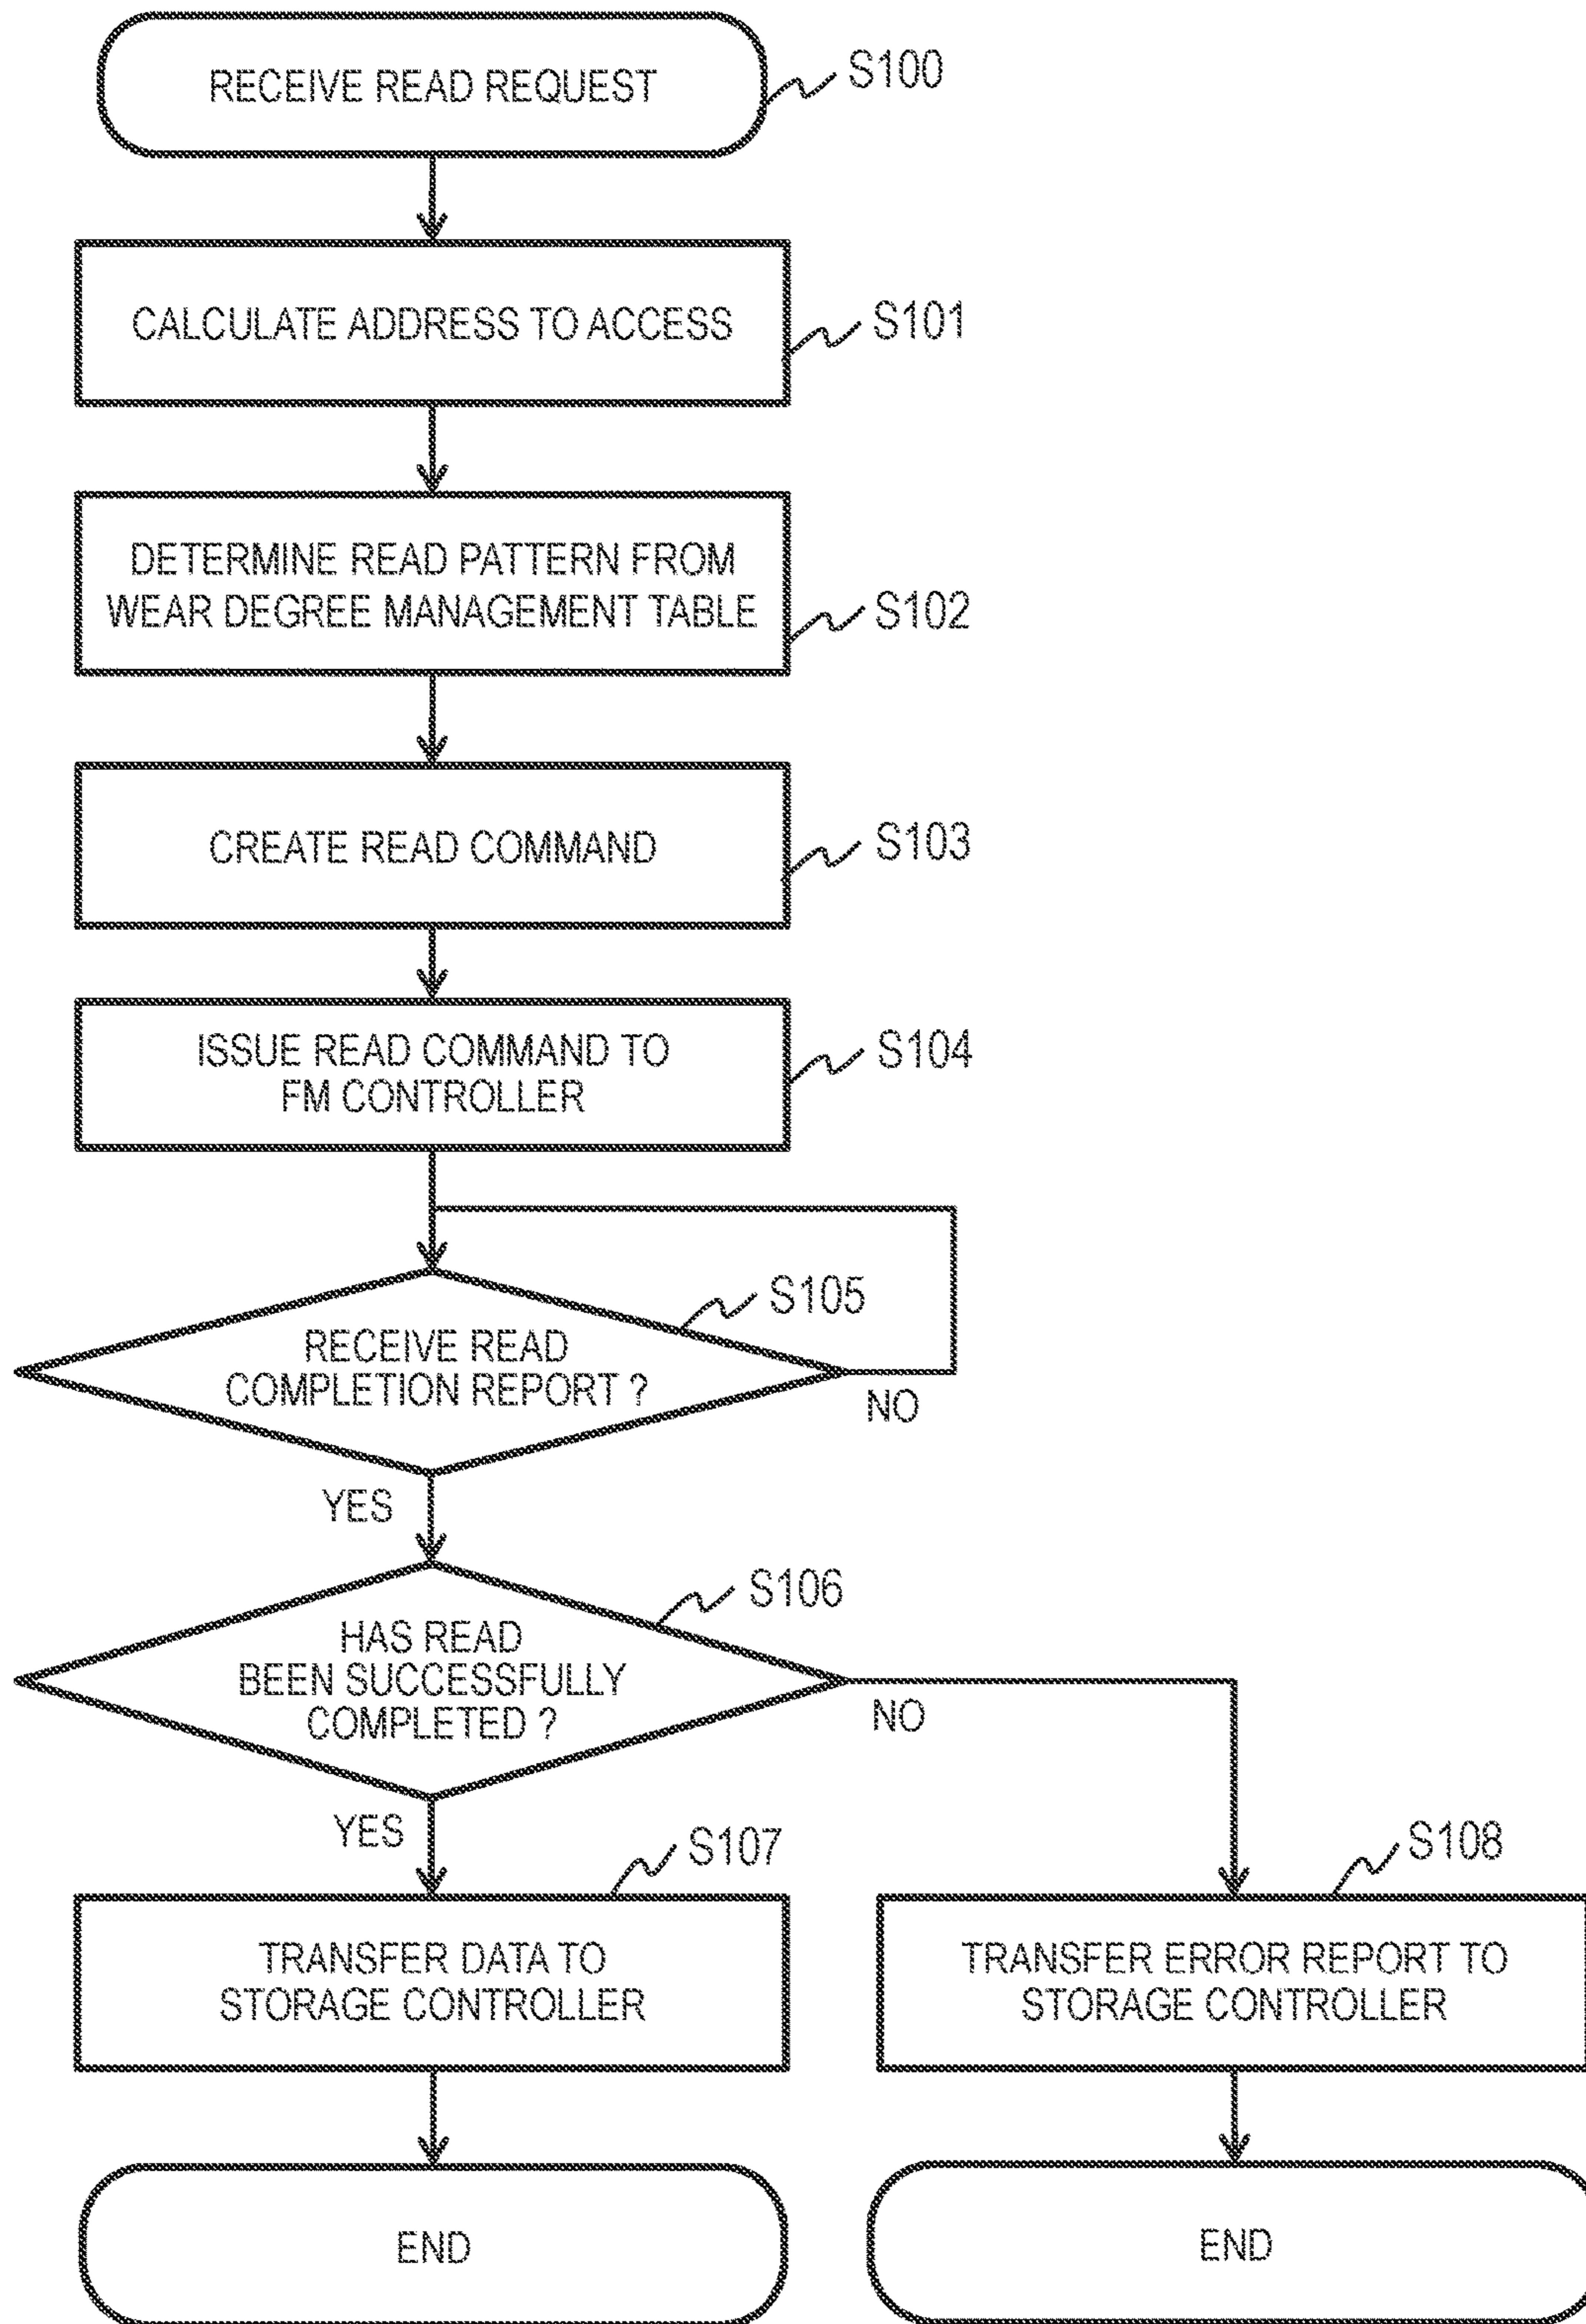 RECEIVE READ REQUEST
S100
CALCULATE ADDRESS TO ACCESS
S101
DETERMINE READ PATTERN FROM
WEAR DEGREE MANAGEMENT TABLE
S102
CREATE READ COMMAND
S103
ISSUE READ COMMAND TO
FM CONTROLLER
S104
S105
RECEIVE READ
COMPLETION REPORT ?
NO
YES
S106
HAS READ
BEEN SUCCESSFULLY
COMPLETED ?
NO
YES
S107
S108
TRANSFER DATA TO
STORAGE CONTROLLER
TRANSFER ERROR REPORT TO
STORAGE CONTROLLER
END
END